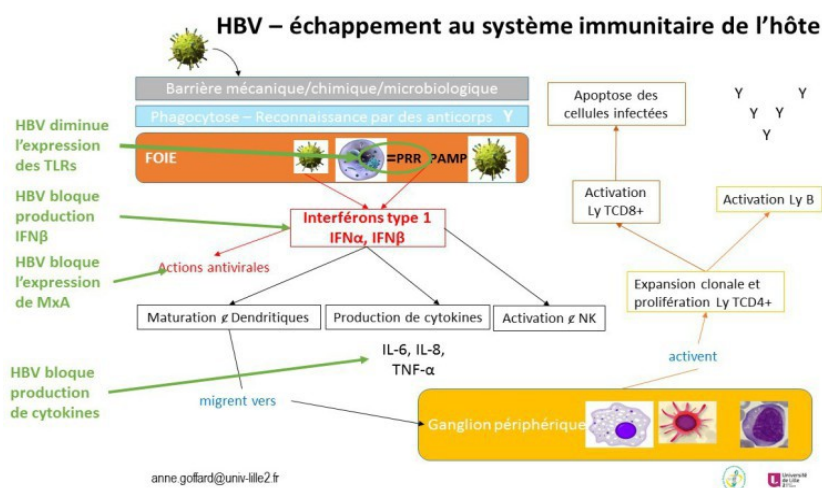 HBV – échappement au système immunitaire de l'hôte
Barrière mécanique/chimique/microbiologique
Phagocytose – Reconnaissance par des anticorps Y
HBV diminue
l'expression
des TLRs
FOIE
=PRR PAMP
HBV bloque
production
IFNβ
Interférons type 1
IFNα, IFNβ
HBV bloque
l'expression
de MxA
Actions antivirales
Maturation ɇ Dendritiques
Production de cytokines
Activation ɇ NK
IL-6, IL-8,
TNF-α
HBV bloque
production
de cytokines
migrent vers
Ganglion périphérique
activent
Expansion clonale et
prolifération Ly TCD4+
Activation
Ly TCD8+
Activation Ly B
Apoptose des
cellules infectées
Y Y
Y Y
Y
anne.goffard@univ-lille2.fr
Université
de Lille